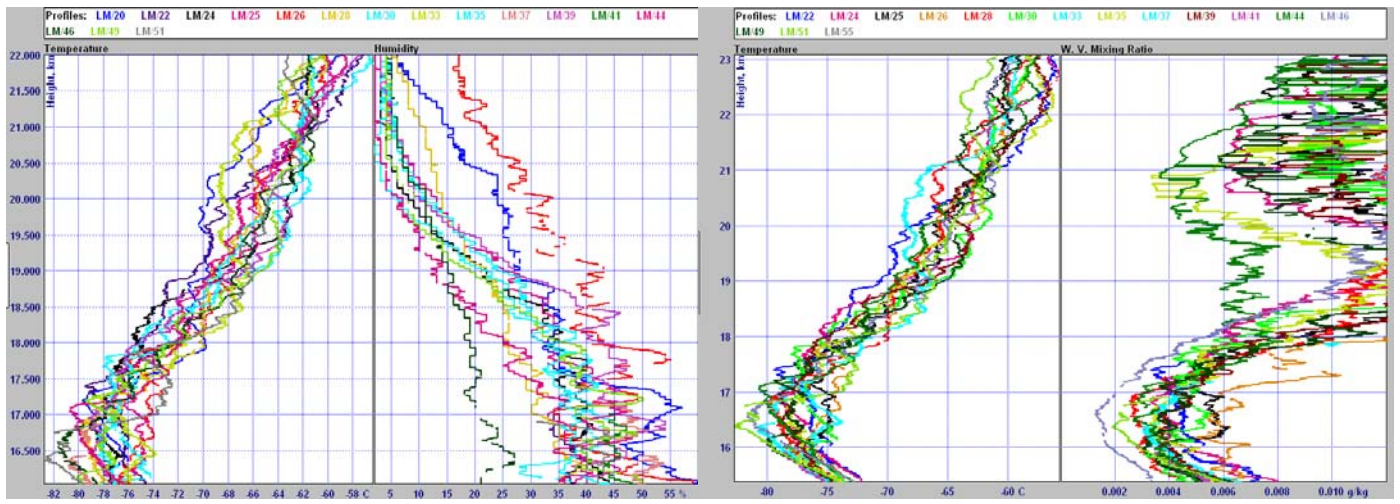 Profiles: LM/20 LM/22 LM/24 LM/25 LM/26 LM/28 LM/30 LM/33 LM/35 LM/37 LM/39 LM/41 LM/44
LM/46 LM/49 LM/51
Temperature Humidity
Height, km
22.000
21.500
21.000
20.500
20.000
19.500
19.000
18.500
18.000
17.500
17.000
16.500
-82 -80 -78 -76 -74 -72 -70 -68 -66 -64 -62 -60 -58 C 5 10 15 20 25 30 35 40 45 50 55 %
Profiles: LM/22 LM/24 LM/25 LM/26 LM/28 LM/30 LM/33 LM/35 LM/37 LM/39 LM/41 LM/44 LM/46
LM/49 LM/51 LM/55
Temperature W. V. Mixing Ratio
Height, km
23
22
21
20
19
18
17
16
-80 -75 -70 -65 -60 C 0.002 0.004 0.006 0.008 0.010 g/kg